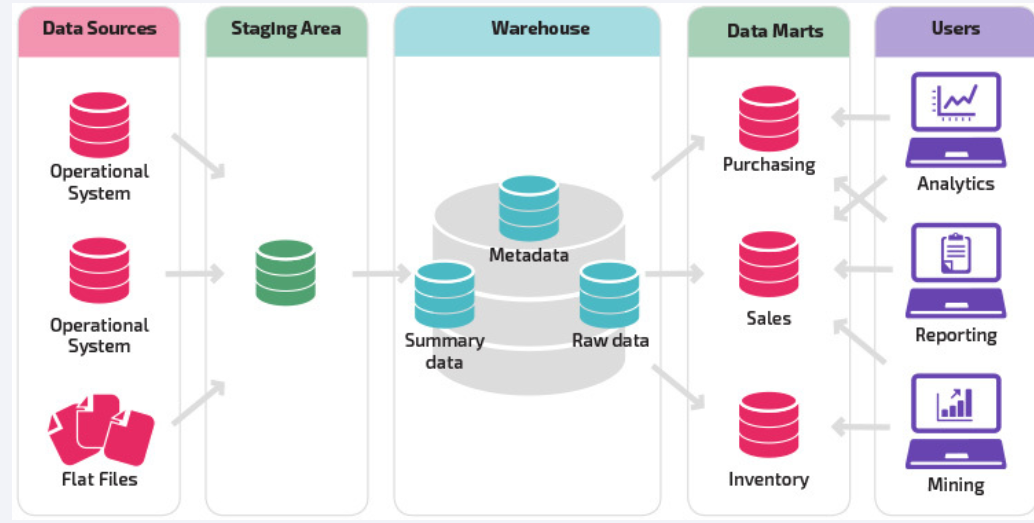 Data Sources
Staging Area
Warehouse
Data Marts
Users
Operational
System
Operational
System
Flat Files
Metadata
Summary
data
Raw data
Purchasing
Sales
Inventory
Analytics
Reporting
Mining